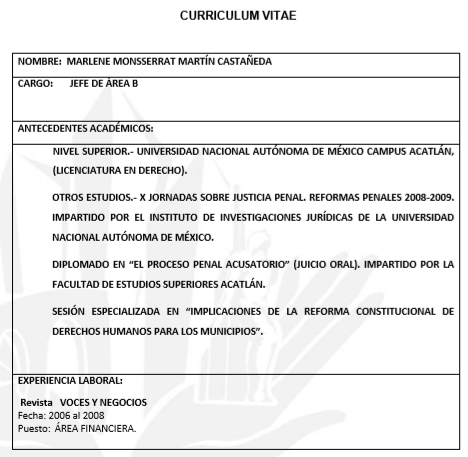 CURRICULUM VITAE
NOMBRE: MARLENE MONSSERRAT MARTÍN CASTAÑEDA
CARGO: JEFE DE ÁREA B
ANTECEDENTES ACADÉMICOS:
NIVEL SUPERIOR.- UNIVERSIDAD NACIONAL AUTÓNOMA DE MÉXICO CAMPUS ACATLÁN,
(LICENCIATURA EN DERECHO).
OTROS ESTUDIOS.- X JORNADAS SOBRE JUSTICIA PENAL. REFORMAS PENALES 2008-2009.
IMPARTIDO POR EL INSTITUTO DE INVESTIGACIONES JURÍDICAS DE LA UNIVERSIDAD
NACIONAL AUTÓNOMA DE MÉXICO.
DIPLOMADO EN “EL PROCESO PENAL ACUSATORIO” (JUICIO ORAL). IMPARTIDO POR LA
FACULTAD DE ESTUDIOS SUPERIORES ACATLÁN.
SESIÓN ESPECIALIZADA EN “IMPLICACIONES DE LA REFORMA CONSTITUCIONAL DE
DERECHOS HUMANOS PARA LOS MUNICIPIOS”.
EXPERIENCIA LABORAL:
Revista VOCES Y NEGOCIOS
Fecha: 2006 al 2008
Puesto: ÁREA FINANCIERA.